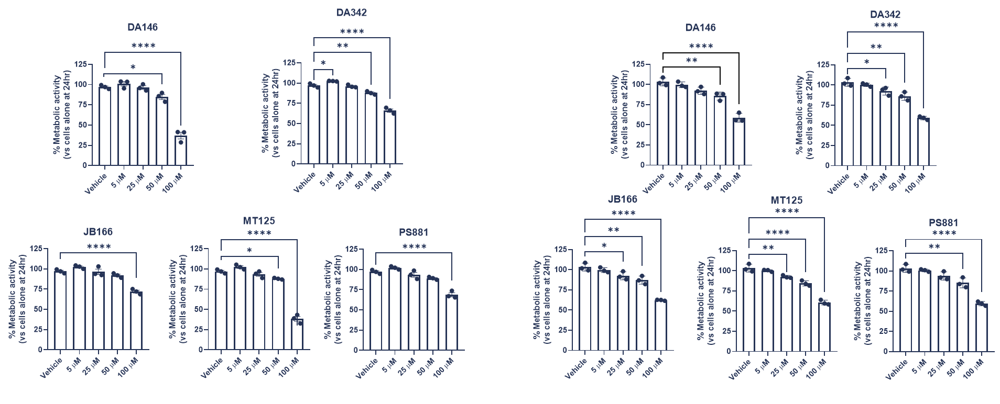 DA146
****
*
125
100
75
50
25
0
% Metabolic activity
(vs cells alone at 24hr)
Vehicle
5 µM
25 µM
50 µM
100 µM
DA342
****
**
*
125
100
75
50
25
0
% Metabolic activity
(vs cells alone at 24hr)
Vehicle
5 µM
25 µM
50 µM
100 µM
DA146
****
**
125
100
75
50
25
0
% Metabolic activity
(vs cells alone at 24hr)
Vehicle
5 µM
25 µM
50 µM
100 µM
DA342
****
**
*
125
100
75
50
25
0
% Metabolic activity
(vs cells alone at 24hr)
Vehicle
5 µM
25 µM
50 µM
100 µM
JB166
****
125
100
75
50
25
0
% Metabolic activity
(vs cells alone at 24hr)
Vehicle
5 µM
25 µM
50 µM
100 µM
MT125
****
*
125
100
75
50
25
0
% Metabolic activity
(vs cells alone at 24hr)
Vehicle
5 µM
25 µM
50 µM
100 µM
PS881
****
125
100
75
50
25
0
% Metabolic activity
(vs cells alone at 24hr)
Vehicle
5 µM
25 µM
50 µM
100 µM
JB166
****
**
*
125
100
75
50
25
0
% Metabolic activity
(vs cells alone at 24hr)
Vehicle
5 µM
25 µM
50 µM
100 µM
MT125
****
****
**
125
100
75
50
25
0
% Metabolic activity
(vs cells alone at 24hr)
Vehicle
5 µM
25 µM
50 µM
100 µM
PS881
****
**
125
100
75
50
25
0
% Metabolic activity
(vs cells alone at 24hr)
Vehicle
5 µM
25 µM
50 µM
100 µM